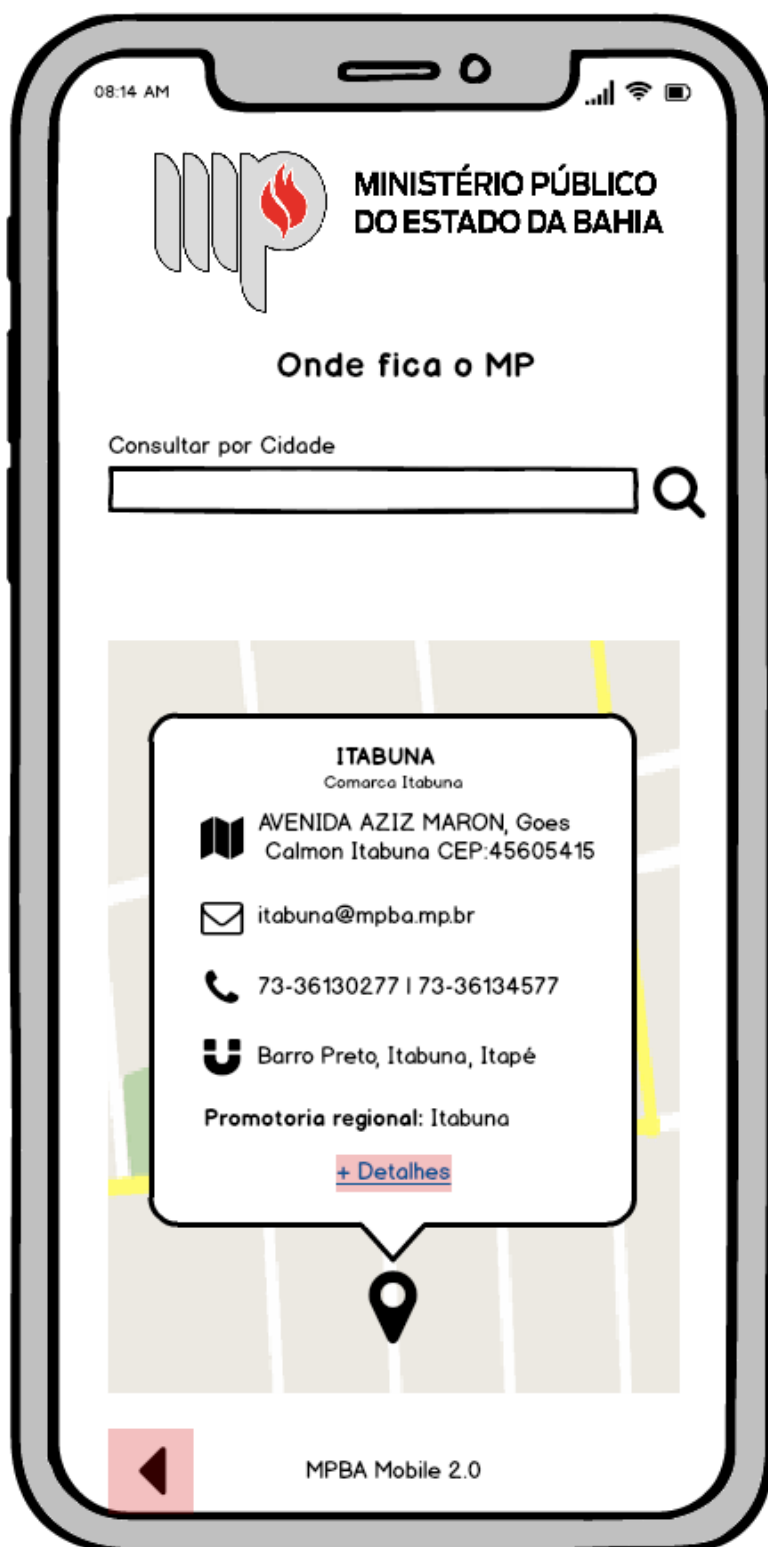 08:14 AM
mp
MINISTÉRIO PÚBLICO
DO ESTADO DA BAHIA
Onde fica o MP
Consultar por Cidade
ITABUNA
Comarca Itabuna
AVENIDA AZIZ MARON, Goes
Calmon Itabuna CEP:45605415
itabuna@mpba.mp.br
73-36130277 | 73-36134577
Barro Preto, Itabuna, Itapé
Promotoria regional: Itabuna
+ Detalhes
MPBA Mobile 2.0